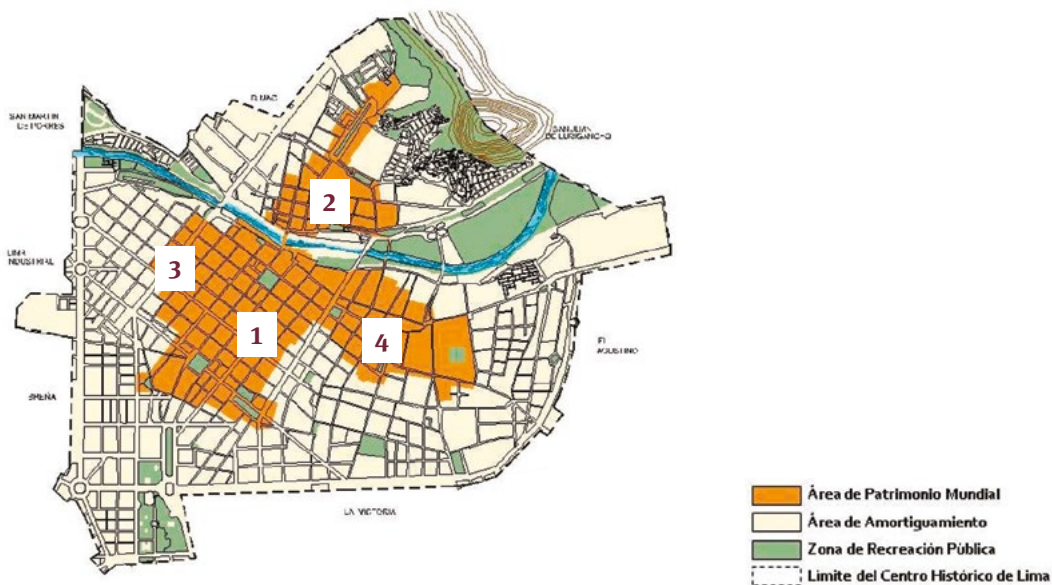 RIMAC
SAN MARTIN
DE PORRES
SAN JUAN
DE LURIGANCHO
2
LIMA
INDUSTRIAL
3
1
4
EL
AGUSTINO
BREÑA
LA VICTORIA
Área de Patrimonio Mundial
Área de Amortiguamiento
Zona de Recreación Pública
Límite del Centro Histórico de Lima